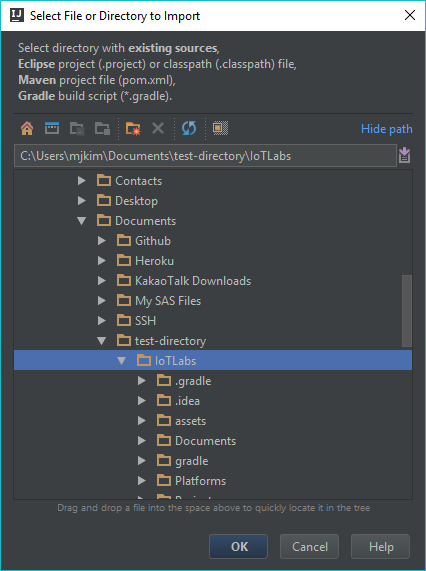 Select File or Directory to Import
Select directory with existing sources,
Eclipse project (.project) or classpath (.classpath) file,
Maven project file (pom.xml),
Gradle build script (*.gradle).
Hide path
C:\Users\mjkim\Documents\test-directory\IoTLabs
Contacts
Desktop
Documents
Github
Heroku
KakaoTalk Downloads
My SAS Files
SSH
test-directory
IoTLabs
.gradle
.idea
assets
Documents
gradle
Platforms
Drag and drop a file into the space above to quickly locate it in the tree
OK
Cancel
Help